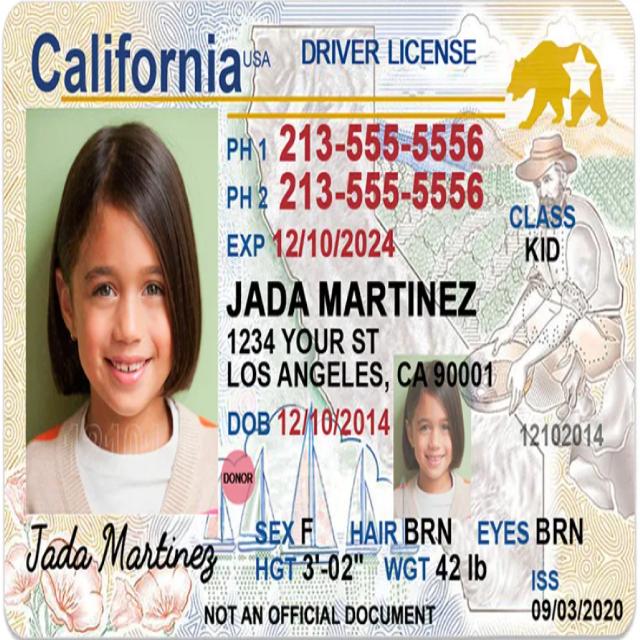 California USA DRIVER LICENSE
PH 1 213-555-5556
PH 2 213-555-5556
CLASS
KID
EXP 12/10/2024
JADA MARTINEZ
1234 YOUR ST
LOS ANGELES, CA 90001
DOB 12/10/2014
12102014
DONOR
Jada Martinez
SEX F HAIR BRN EYES BRN
HGT 3'-02" WGT 42 lb
ISS
09/03/2020
NOT AN OFFICIAL DOCUMENT